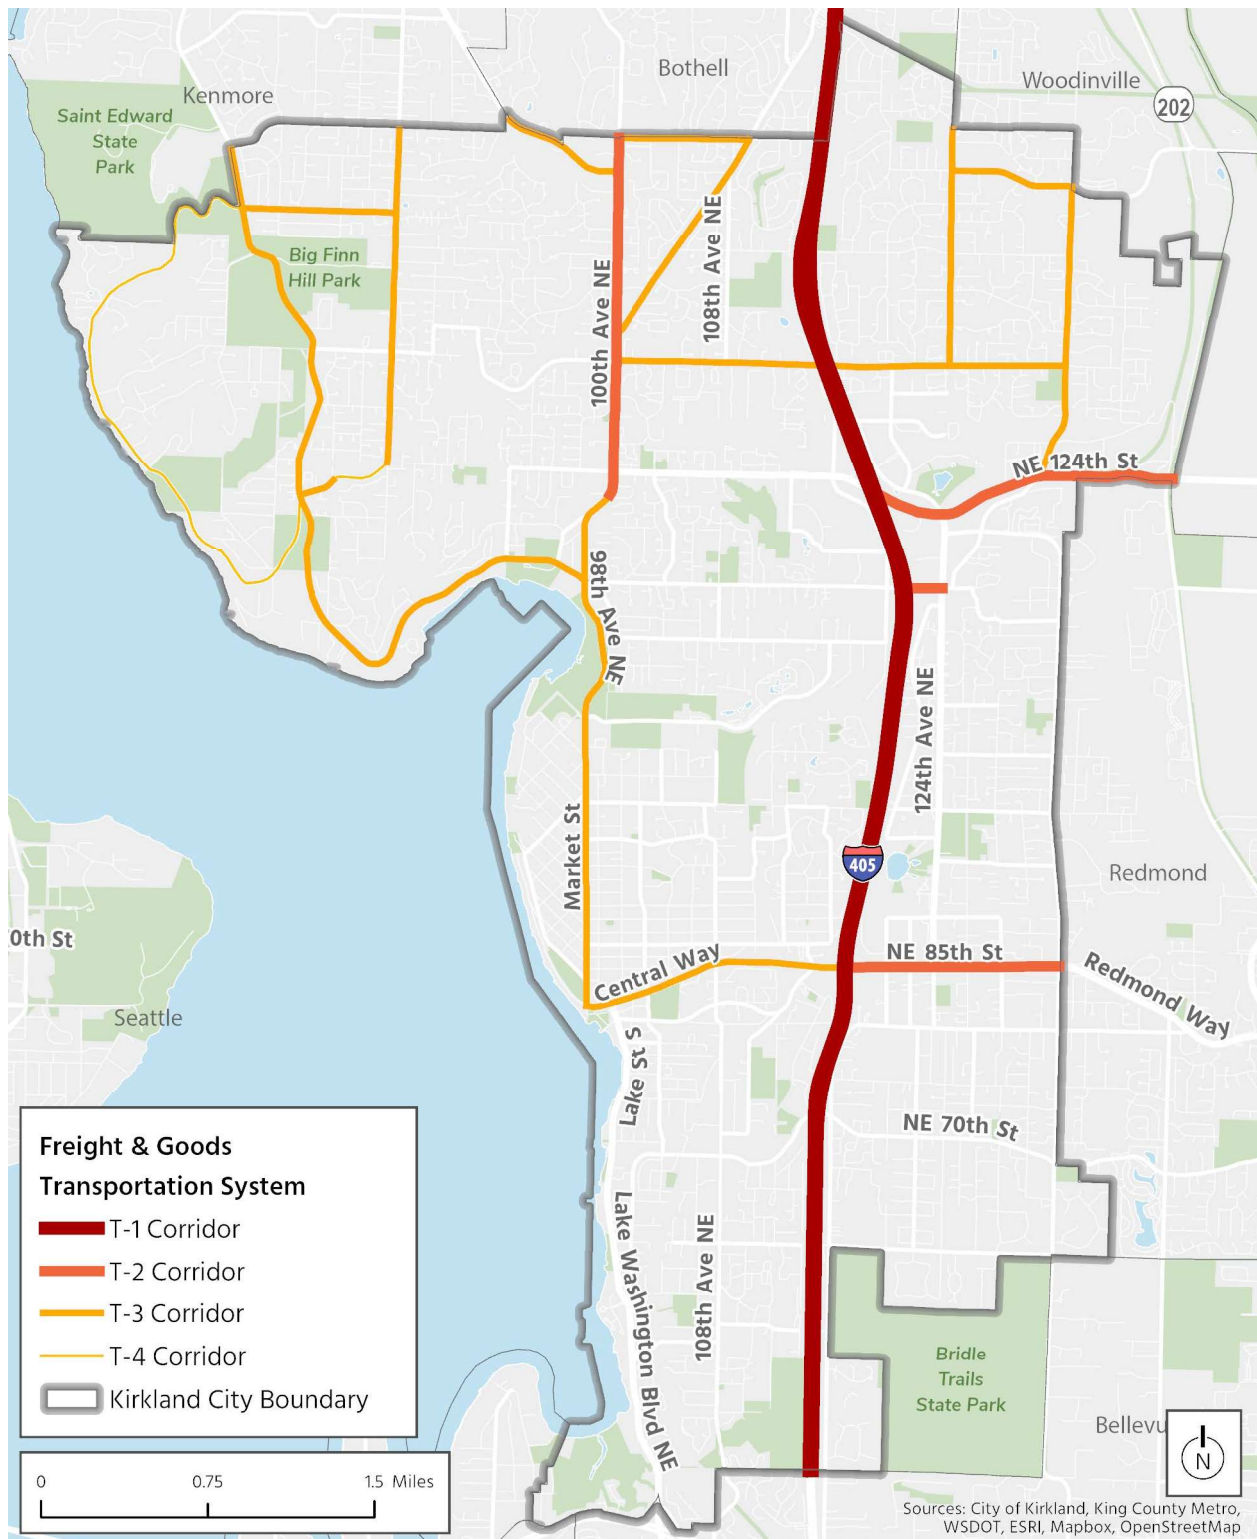 Bothell
Woodinville
Kenmore
202
Saint Edward
State
Park
108th Ave NE
Big Finn
Hill Park
100th Ave NE
NE 124th St
98th Ave NE
124th Ave NE
Market St
405
Redmond
0th St
NE 85th St
Central Way
Redmond Way
Seattle
Lake St S
NE 70th St
Freight & Goods
Transportation System
T-1 Corridor
T-2 Corridor
T-3 Corridor
T-4 Corridor
Kirkland City Boundary
Lake Washington Blvd NE
108th Ave NE
Bridle
Trails
State Park
Bellevu
N
0 0.75 1.5 Miles
Sources: City of Kirkland, King County Metro,
WSDOT, ESRI, Mapbox, OpenStreetMap